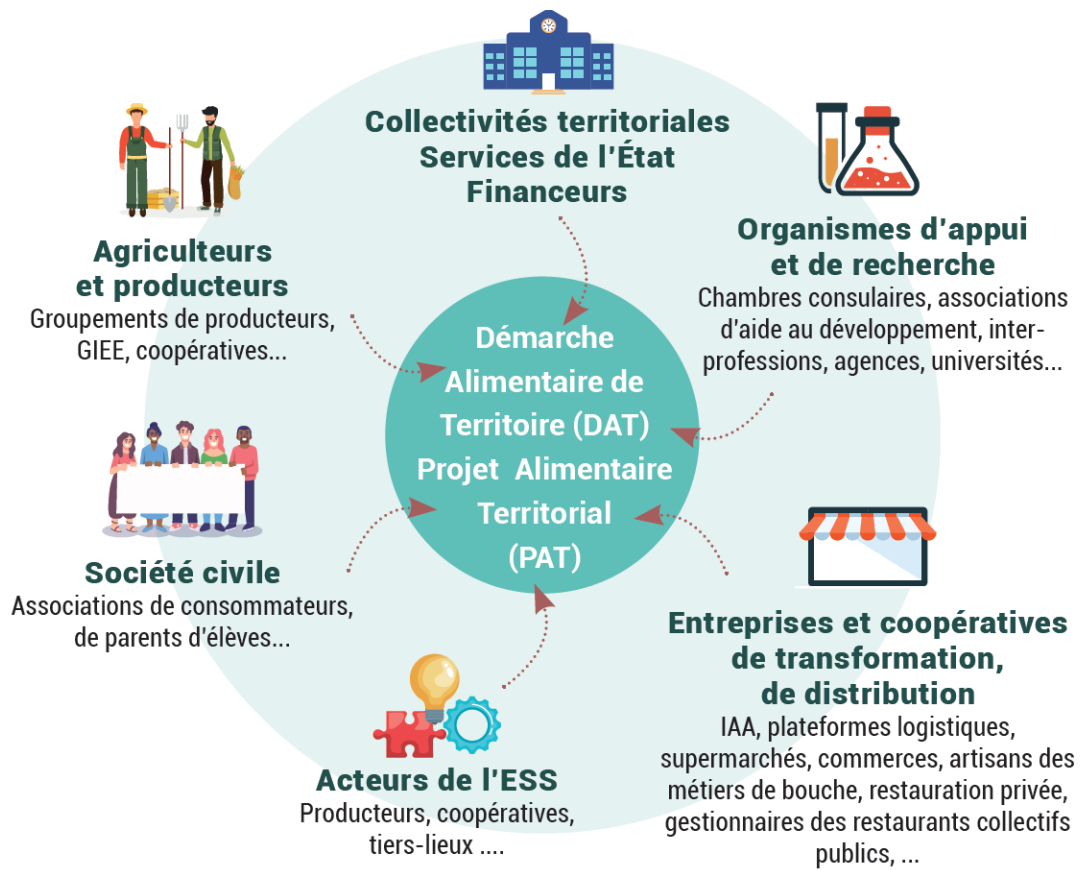 Collectivités territoriales
Services de l'État
Financeurs
Organismes d'appui
et de recherche
Chambres consulaires, associations
d'aide au développement, inter-
professions, agences, universités...
Agriculteurs
et producteurs
Groupements de producteurs,
GIEE, coopératives...
Démarche
Alimentaire de
Territoire (DAT)
Projet Alimentaire
Territorial
(PAT)
Société civile
Associations de consommateurs,
de parents d'élèves...
Entreprises et coopératives
de transformation,
de distribution
IAA, plateformes logistiques,
supermarchés, commerces, artisans des
métiers de bouche, restauration privée,
gestionnaires des restaurants collectifs
publics, ...
Acteurs de l'ESS
Producteurs, coopératives,
tiers-lieux ....